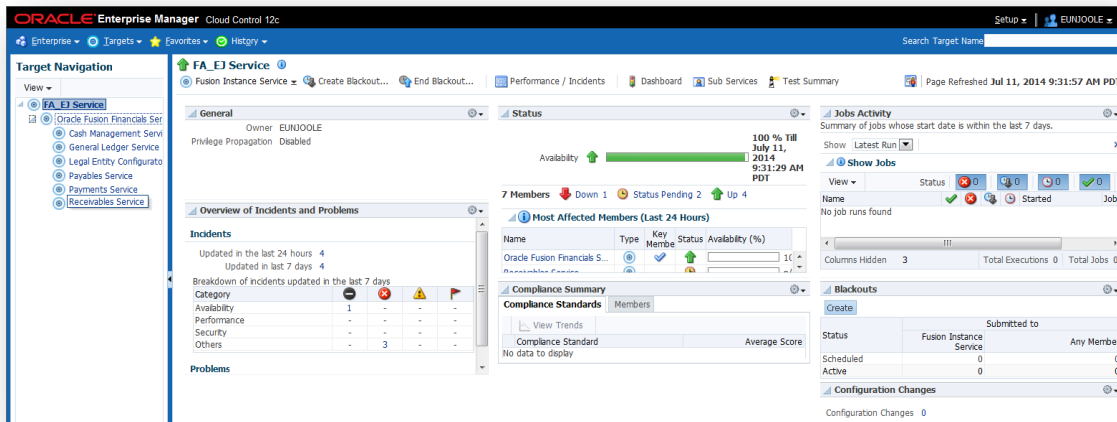 ORACLE Enterprise Manager Cloud Control 12c
Setup
EUNJOOLE
Enterprise
Targets
Favorites
History
Search Target Name
Target Navigation
View
FA_EJ Service
Oracle Fusion Financials Ser
Cash Management Servi
General Ledger Service
Legal Entity Configurato
Payables Service
Payments Service
Receivables Service
FA_EJ Service
Fusion Instance Service
Create Blackout...
End Blackout...
Performance / Incidents
Dashboard
Sub Services
Test Summary
Page Refreshed Jul 11, 2014 9:31:57 AM PDT
General
Owner EUNJOOLE
Privilege Propagation Disabled
Overview of Incidents and Problems
Incidents
Updated in the last 24 hours 4
Updated in last 7 days 4
Breakdown of incidents updated in the last 7 days
Category
Availability 1 - - -
Performance - - - -
Security - - - -
Others - 3 - -
Problems
Status
Availability
100 % Till
July 11,
2014
9:31:29 AM
PDT
7 Members Down 1 Status Pending 2 Up 4
Most Affected Members (Last 24 Hours)
Name Type Key Membe Status Availability (%)
Oracle Fusion Financials S... 10
Compliance Summary
Compliance Standards Members
View Trends
Compliance Standard Average Score
No data to display
Jobs Activity
Summary of jobs whose start date is within the last 7 days.
Show Latest Run
Show Jobs
View Status 0 0 0 0
Name Started Job
No job runs found
Columns Hidden 3 Total Executions 0 Total Jobs 0
Blackouts
Create
Status
Submitted to
Fusion Instance Service
Any Membe
Scheduled 0 0
Active 0 0
Configuration Changes
Configuration Changes 0